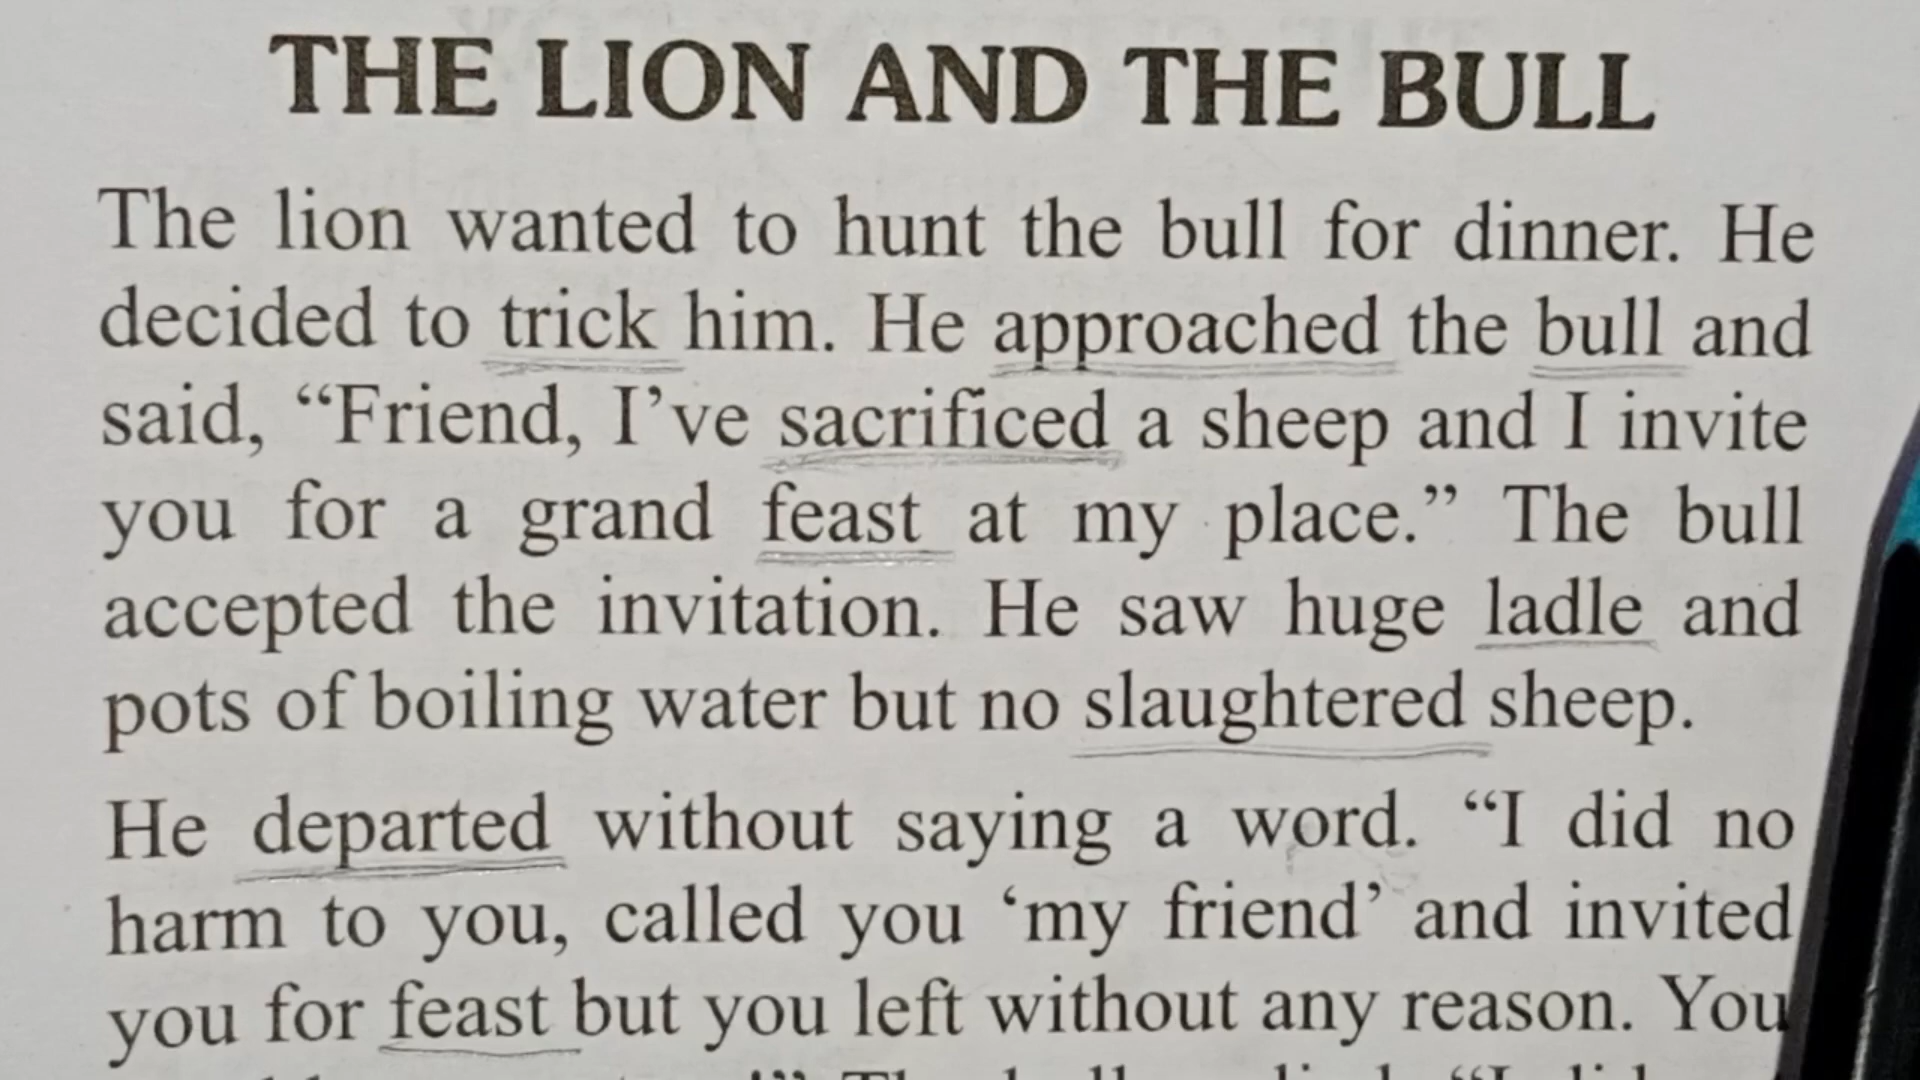 THE LION AND THE BULL
The lion wanted to hunt the bull for dinner. He
decided to trick him. He approached the bull and
said, “Friend, I’ve sacrificed a sheep and I invite
you for a grand feast at my place.” The bull
accepted the invitation. He saw huge ladle and
pots of boiling water but no slaughtered sheep.
He departed without saying a word. “I did no
harm to you, called you ‘my friend’ and invited
you for feast but you left without any reason. You